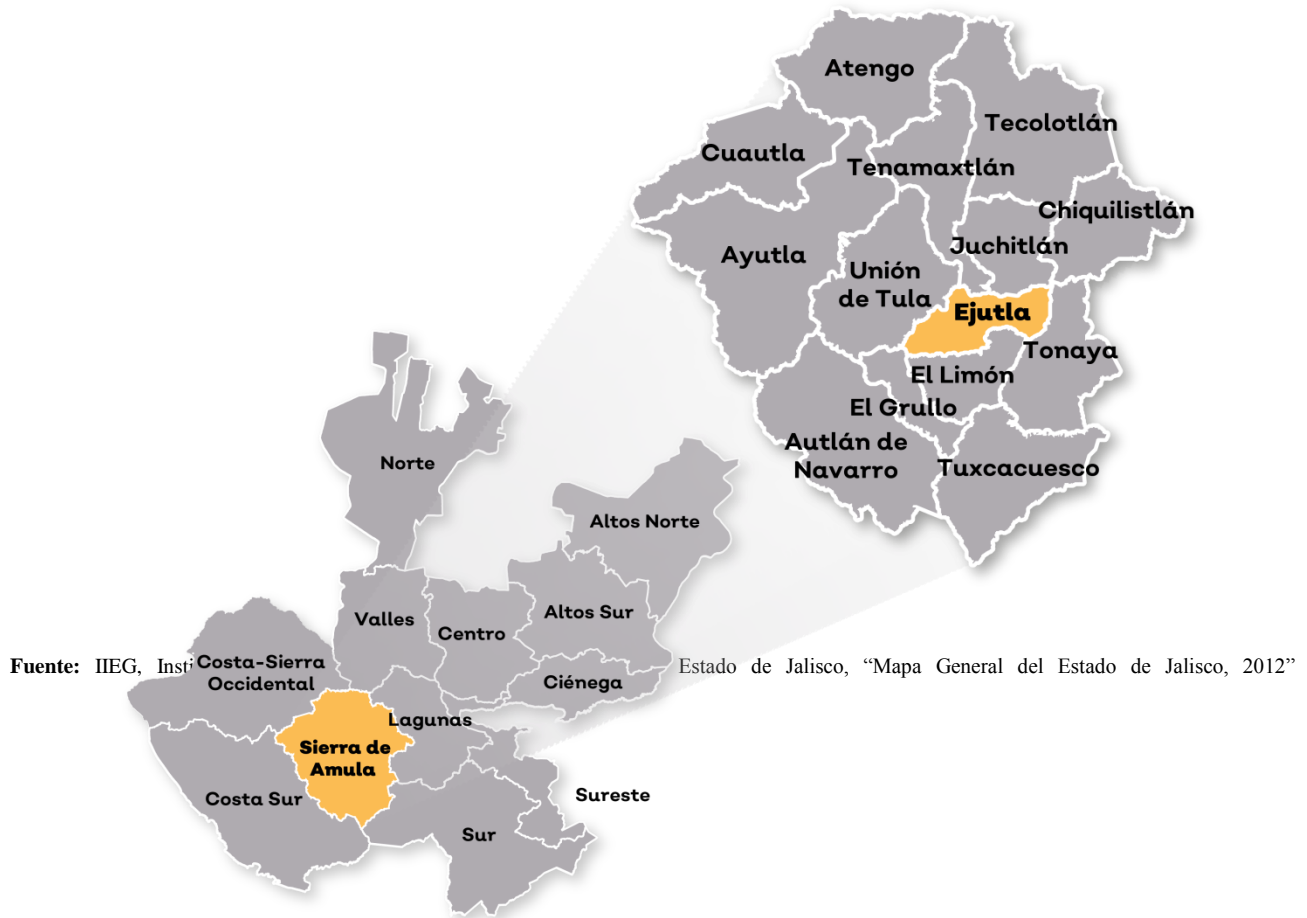 Atengo
Tecolotlán
Cuautla
Tenamaxtlán
Chiquilistlán
Juchitlán
Ayutla
Unión
de Tula
Ejutla
Tonaya
El Limón
El Grullo
Autlán de
Navarro
Tuxcacuesco
Norte
Altos Norte
Valles
Centro
Altos Sur
Fuente: IIEG, Estado de Jalisco, “Mapa General del Estado de Jalisco, 2012”
Costa-Sierra
Occidental
Ciénega
Lagunas
Sierra de
Amula
Costa Sur
Sureste
Sur